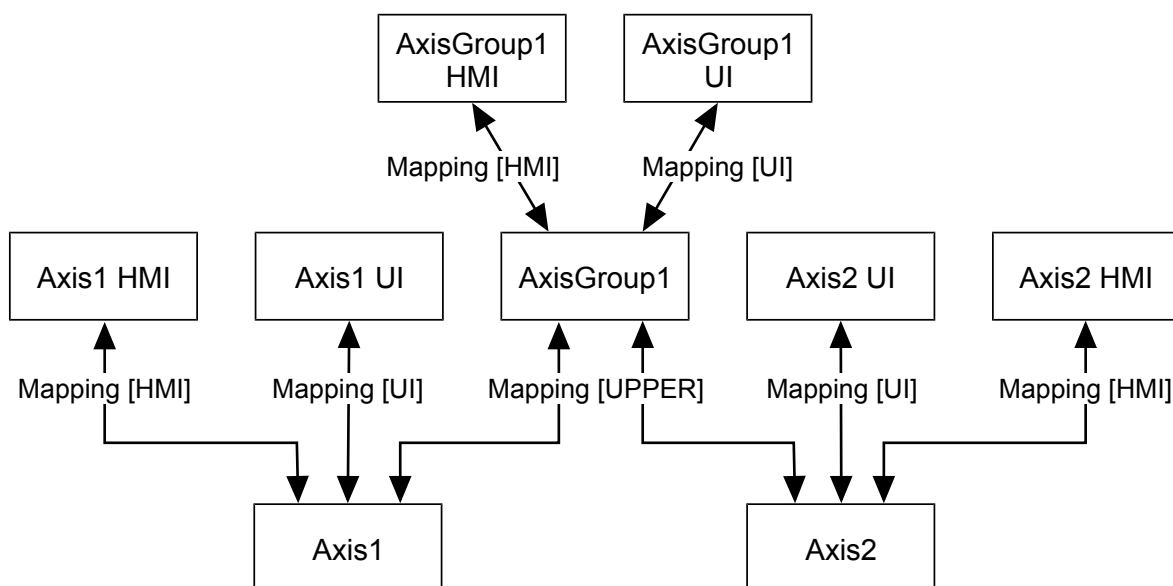 AxisGroup1
HMI
AxisGroup1
UI
Mapping [HMI]
Mapping [UI]
Axis1 HMI
Axis1 UI
AxisGroup1
Axis2 UI
Axis2 HMI
Mapping [HMI]
Mapping [UI]
Mapping [UPPER]
Mapping [UI]
Mapping [HMI]
Axis1
Axis2